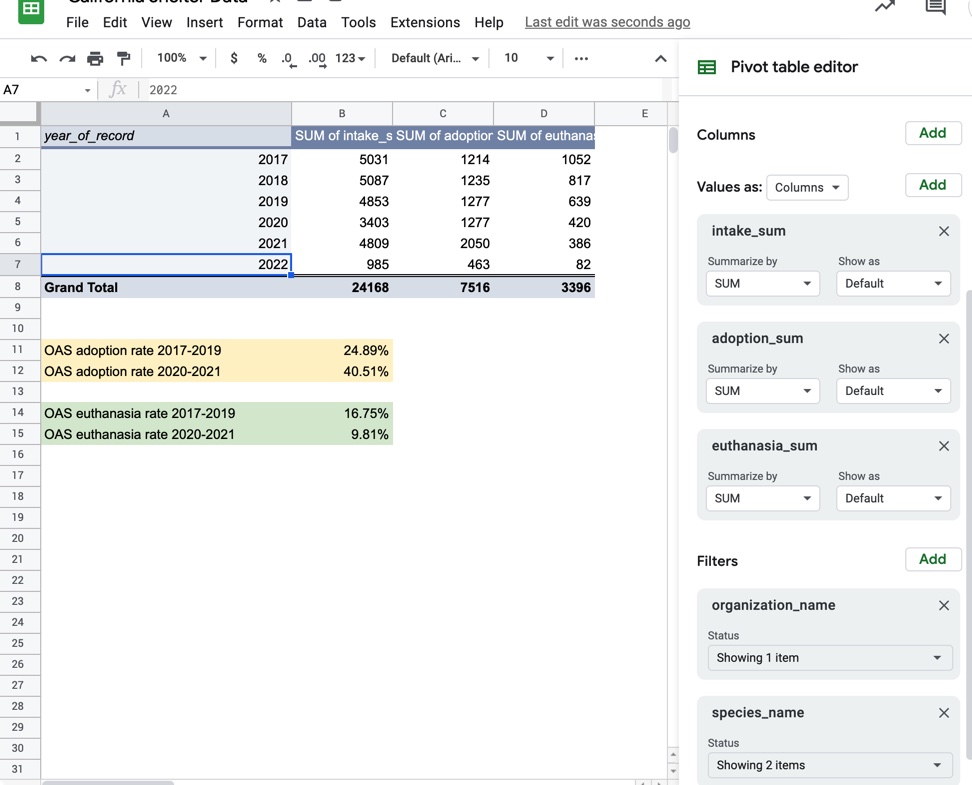 File Edit View Insert Format Data Tools Extensions Help Last edit was seconds ago
100% $ % .0 .00 123 Default (Ari... 10 ...
Pivot table editor
A7 fx 2022
A B C D E
1 year_of_record SUM of intake_s SUM of adoption SUM of euthanas
2 2017 5031 1214 1052
3 2018 5087 1235 817
4 2019 4853 1277 639
5 2020 3403 1277 420
6 2021 4809 2050 386
7 2022 985 463 82
8 Grand Total 24168 7516 3396
9
10
11 OAS adoption rate 2017-2019 24.89%
12 OAS adoption rate 2020-2021 40.51%
13
14 OAS euthanasia rate 2017-2019 16.75%
15 OAS euthanasia rate 2020-2021 9.81%
16
17
18
19
20
21
22
23
24
25
26
27
28
29
30
31
Columns Add
Values as: Columns Add
intake_sum
Summarize by Show as
SUM Default
adoption_sum
Summarize by Show as
SUM Default
euthanasia_sum
Summarize by Show as
SUM Default
Filters Add
organization_name
Status
Showing 1 item
species_name
Status
Showing 2 items